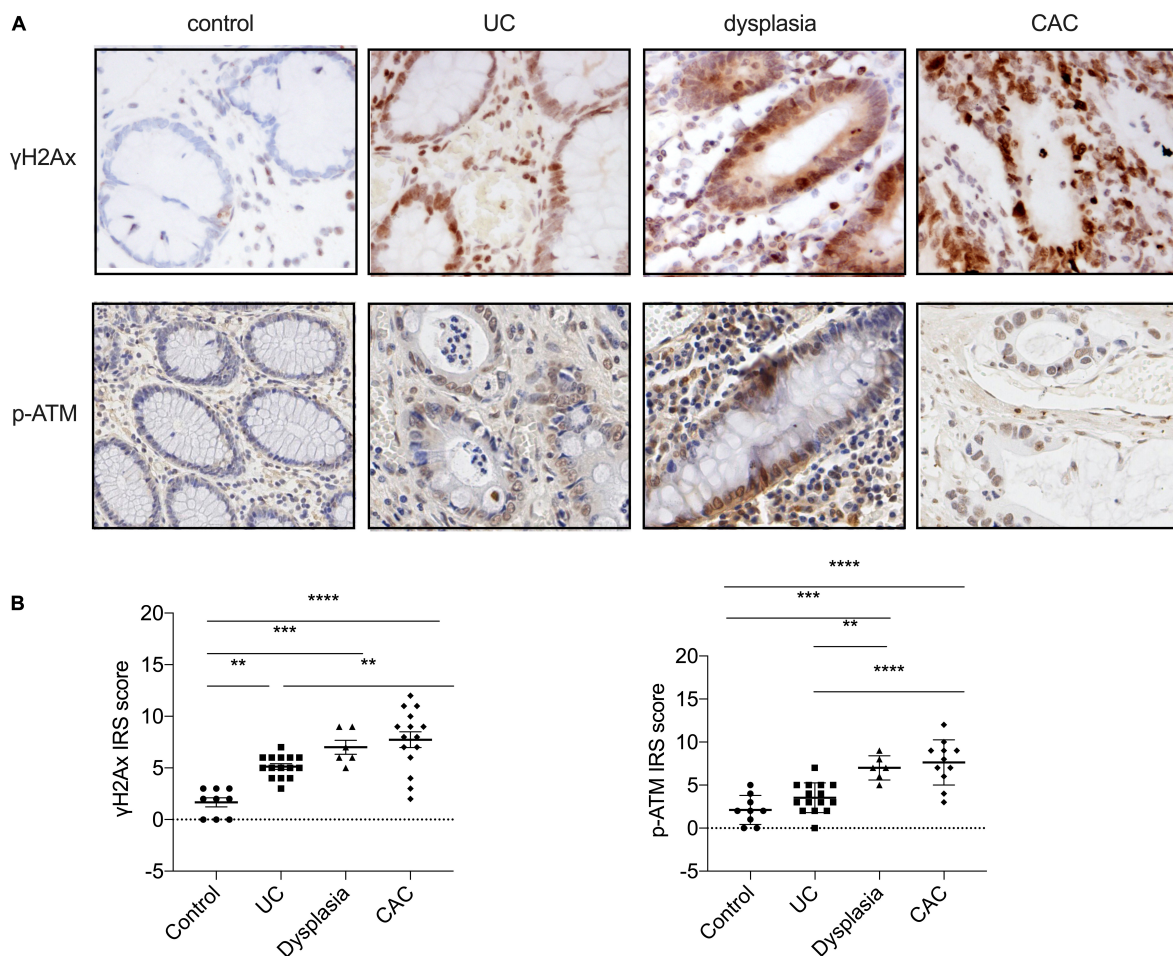 A
control
UC
dysplasia
CAC
γH2Ax
p-ATM
B
****
***
**
**
20
15
10
5
0
-5
γH2Ax IRS score
Control
UC
Dysplasia
CAC
****
***
**
****
20
15
10
5
0
-5
p-ATM IRS score
Control
UC
Dysplasia
CAC